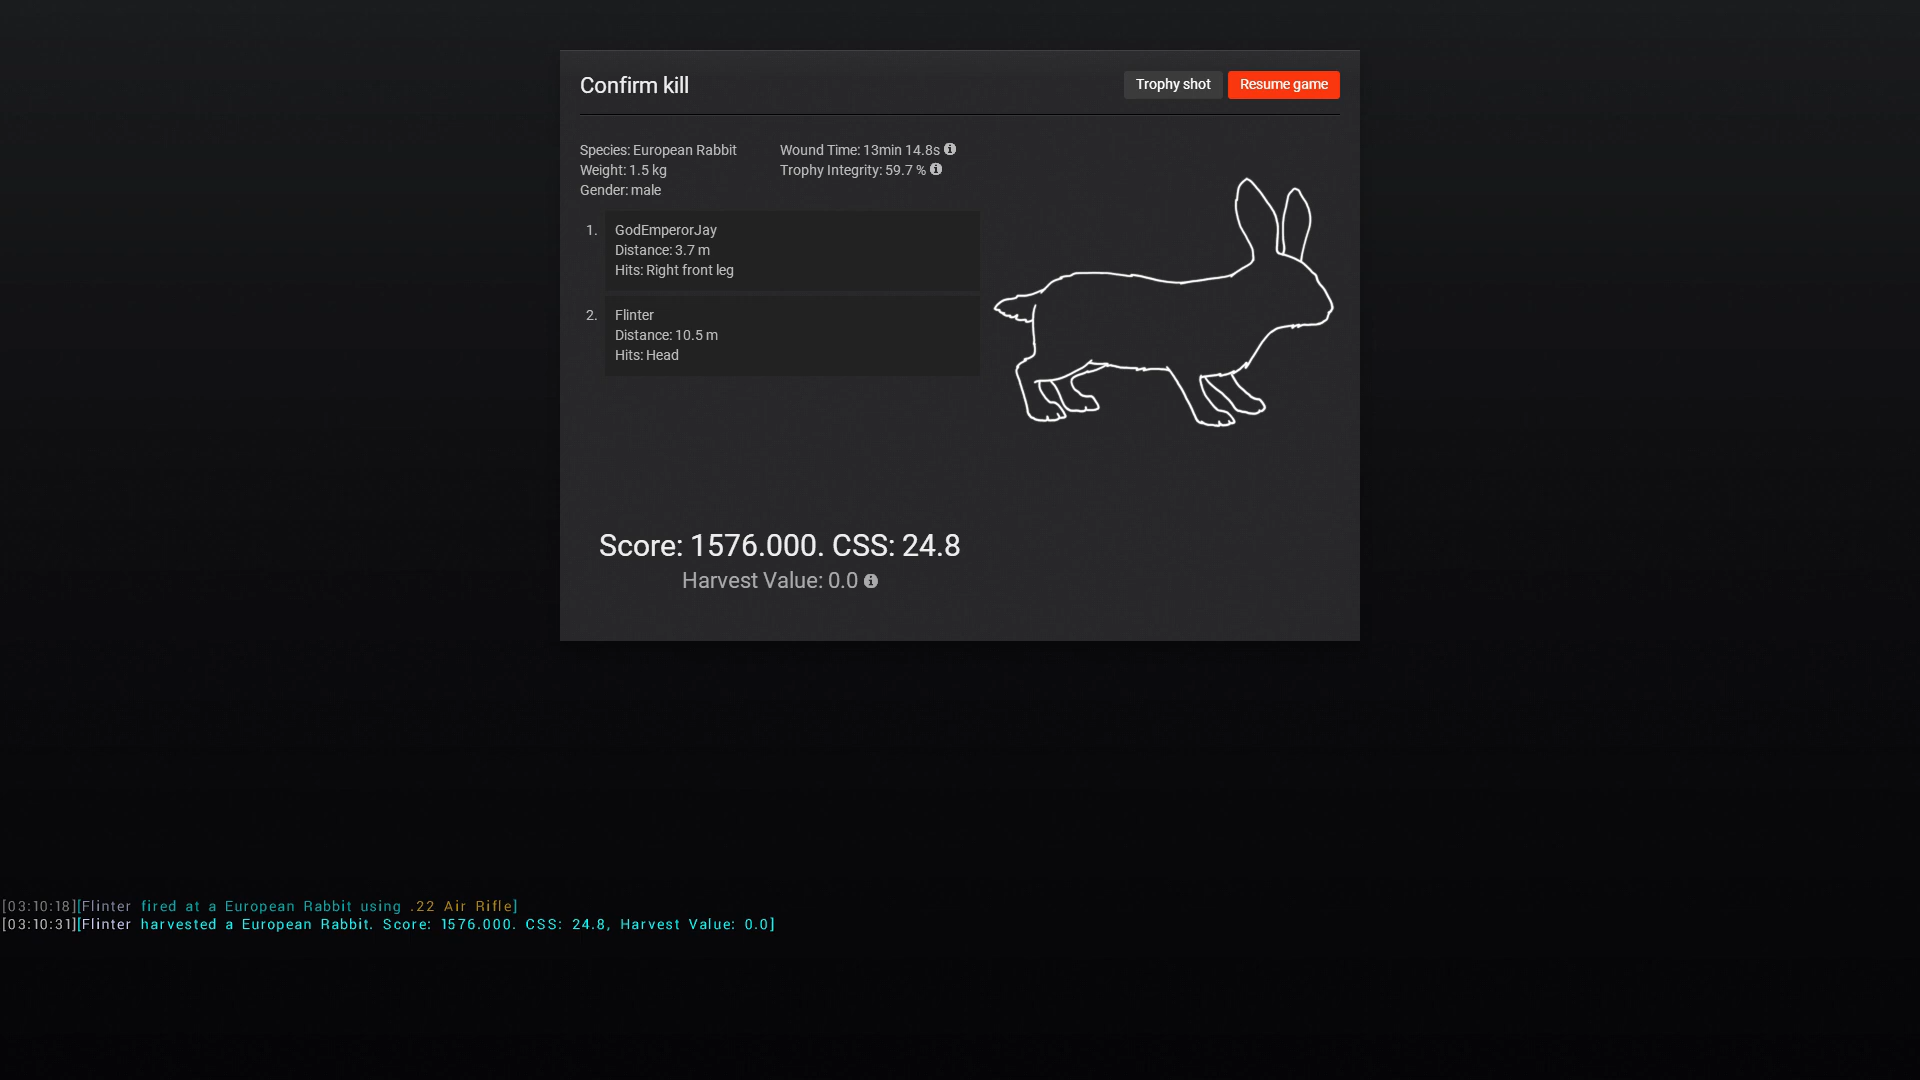 Confirm kill
Trophy shot
Resume game
Species: European Rabbit
Weight: 1.5 kg
Gender: male
Wound Time: 13min 14.8s
Trophy Integrity: 59.7 %
1.
GodEmperorJay
Distance: 3.7 m
Hits: Right front leg
2.
Flinter
Distance: 10.5 m
Hits: Head
Score: 1576.000. CSS: 24.8
Harvest Value: 0.0
[03:10:18][Flinter fired at a European Rabbit using .22 Air Rifle]
[03:10:31][Flinter harvested a European Rabbit. Score: 1576.000. CSS: 24.8, Harvest Value: 0.0]